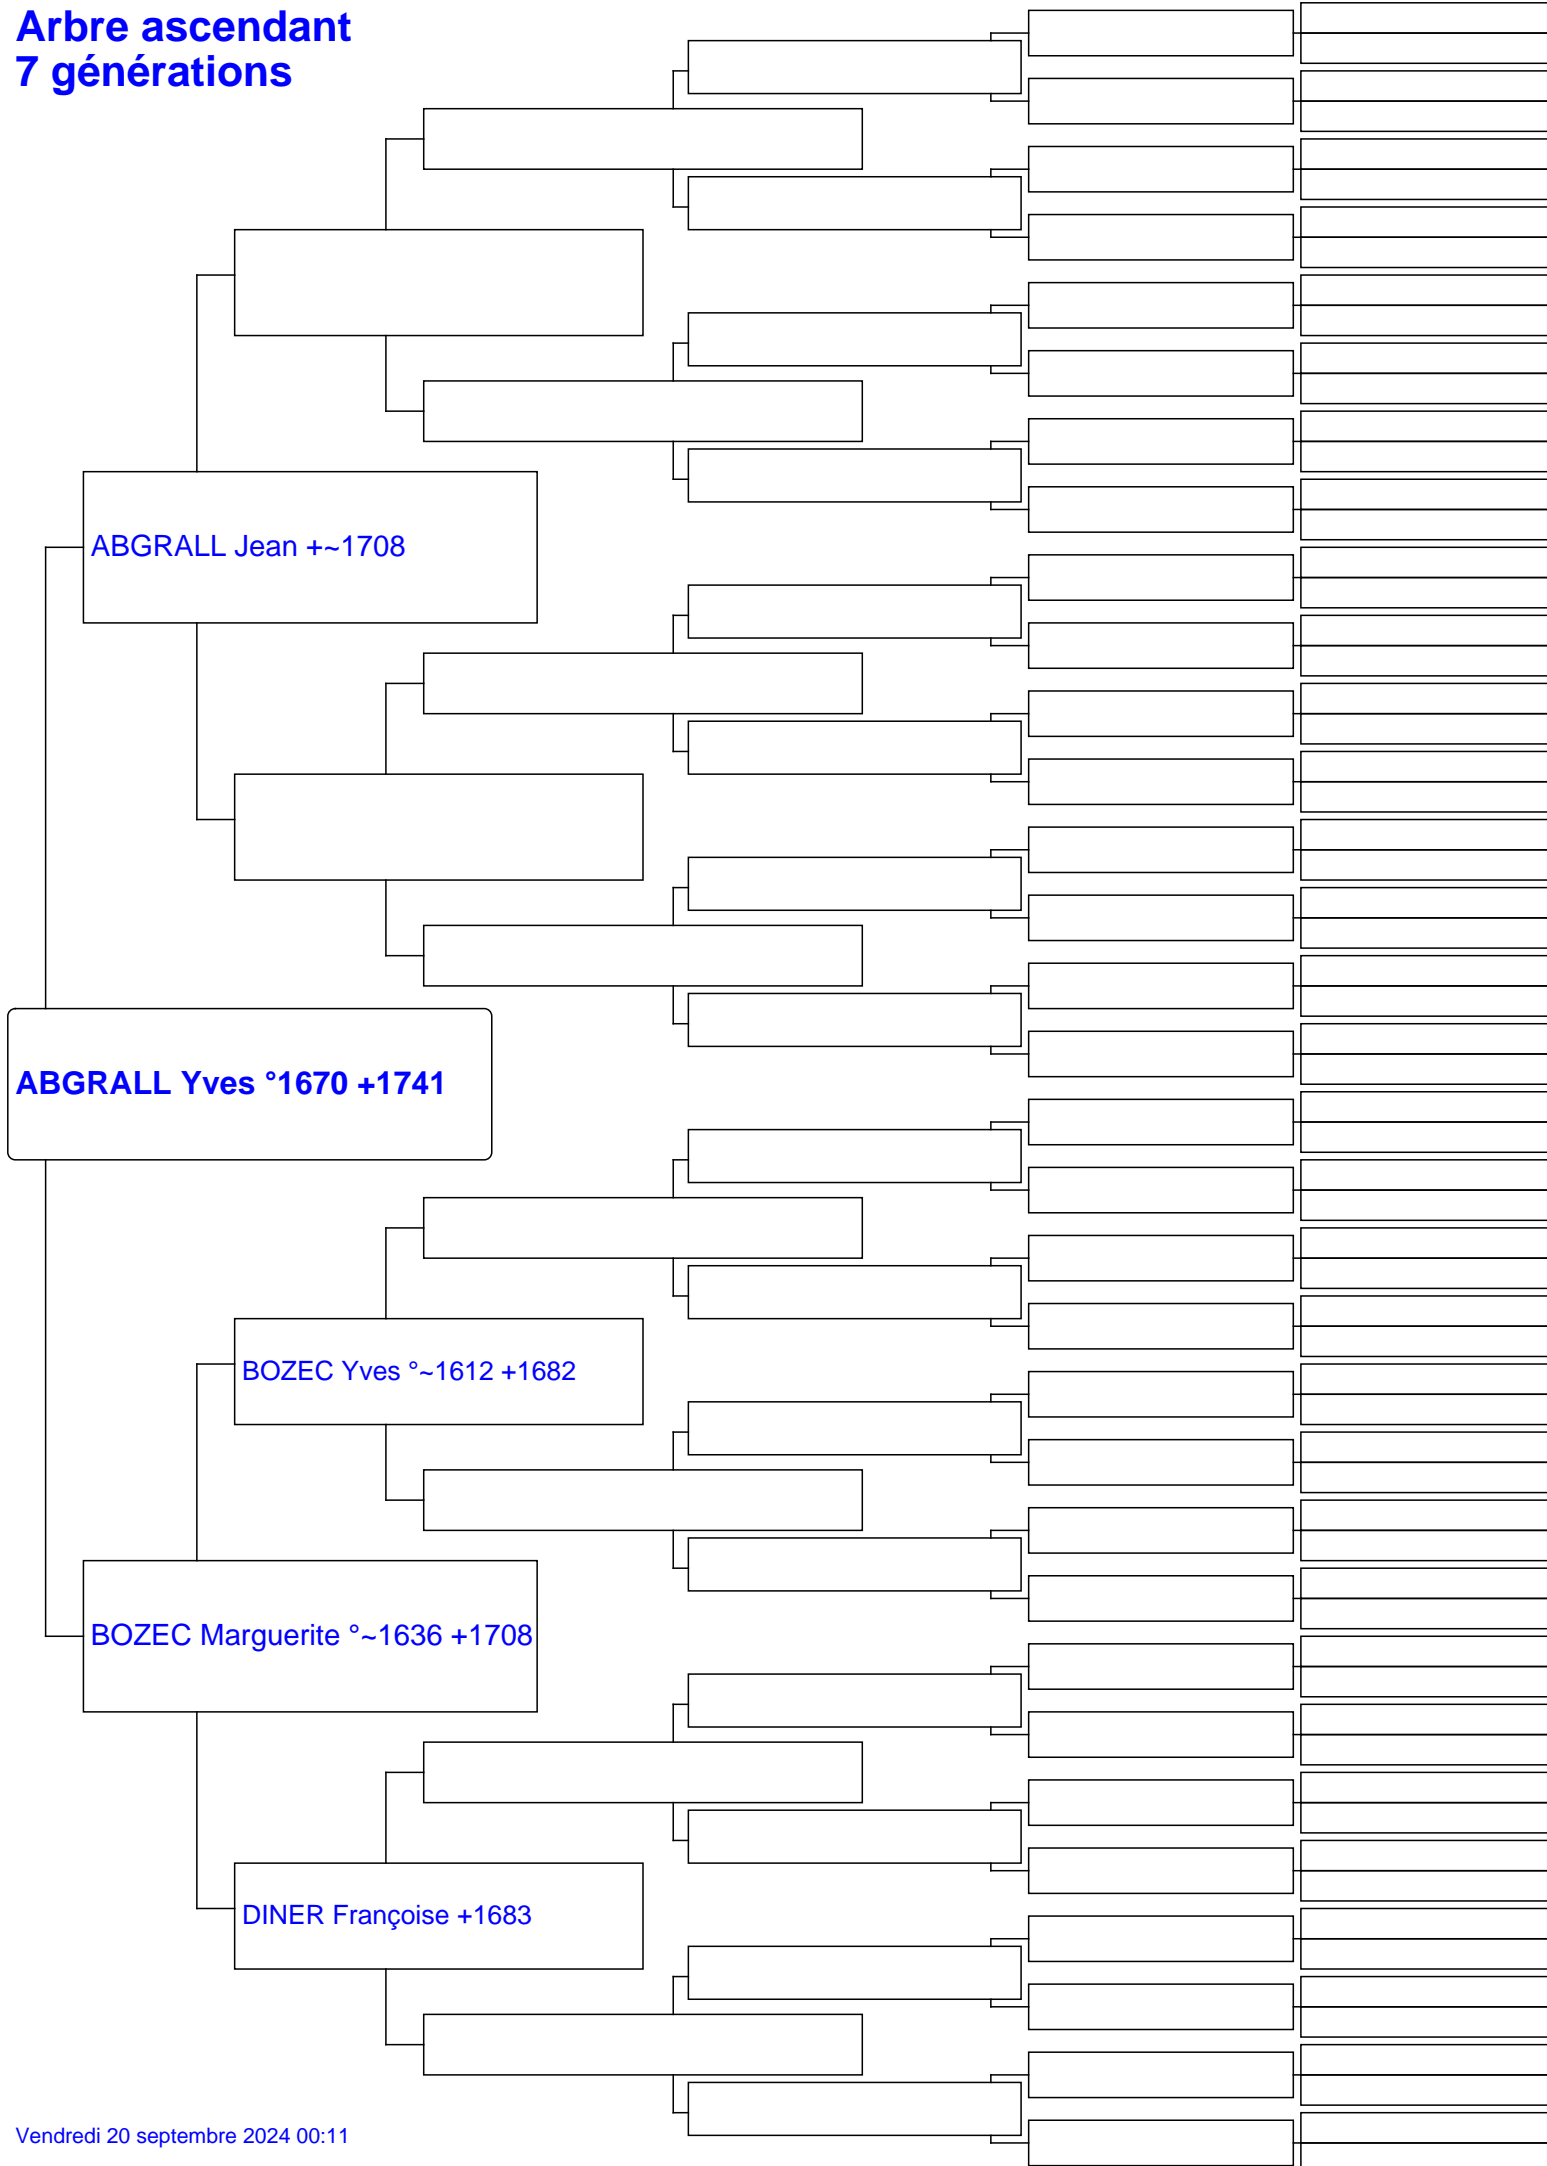 Arbre ascendant
7 générations
ABGRALL Jean +~1708
ABGRALL Yves °1670 +1741
BOZEC Yves °~1612 +1682
BOZEC Marguerite °~1636 +1708
DINER Françoise +1683
Vendredi 20 septembre 2024 00:11